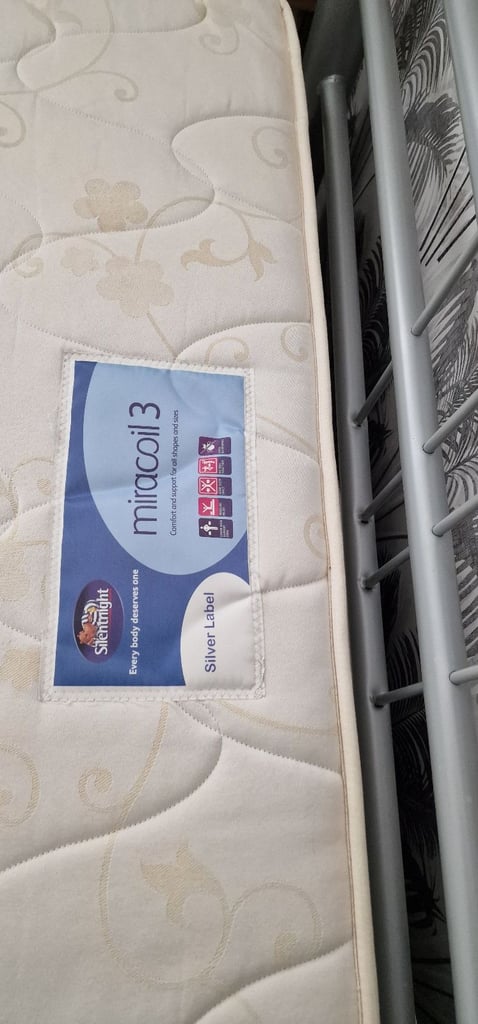 Silentnight
Every body deserves one
miracoil 3
Comfort and support for all shapes and sizes
Silver Label